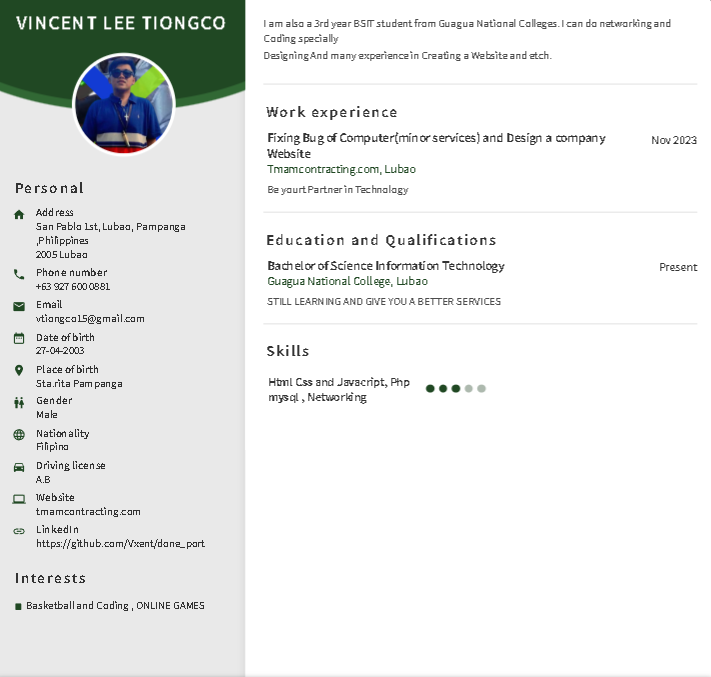 VINCENT LEE TIONGCO
Personal
Address
San Pablo 1st, Lubao, Pampanga
,Philippines
2005 Lubao
Phone number
+63 927 600 0881
Email
vtiongco15@gmail.com
Date of birth
27-04-2003
Place of birth
Sta.rita Pampanga
Gender
Male
Nationality
Filipino
Driving license
A.B
Website
tmamcontracting.com
LinkedIn
https://github.com/Vxent/done_port
Interests
Basketball and Coding , ONLINE GAMES
I am also a 3rd year BSIT student from Guagua National Colleges. I can do networking and
Coding specially
Designing And many experience in Creating a Website and etch.
Work experience
Fixing Bug of Computer(minor services) and Design a company
Website
Nov 2023
Tmamcontracting.com, Lubao
Be yourt Partner in Technology
Education and Qualifications
Bachelor of Science Information Technology
Present
Guagua National College, Lubao
STILL LEARNING AND GIVE YOU A BETTER SERVICES
Skills
Html Css and Javacript, Php
mysql , Networking